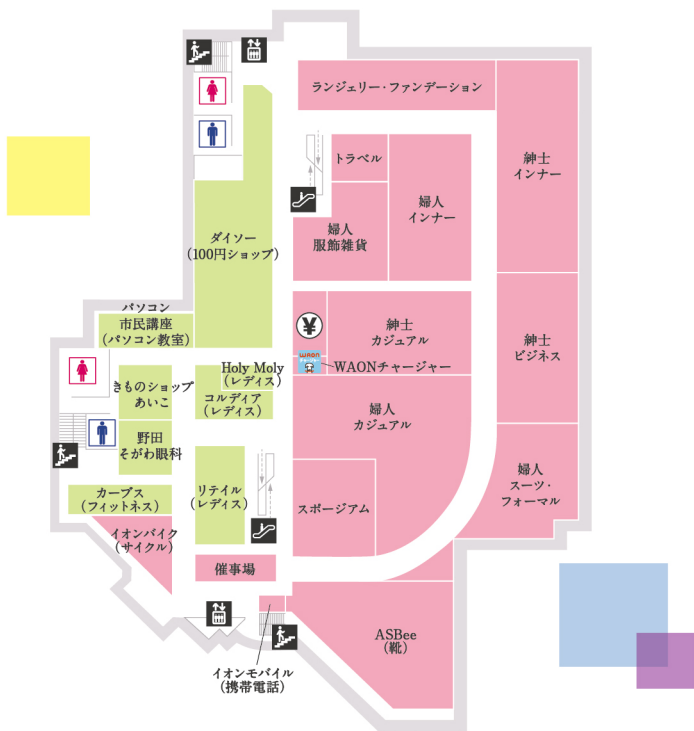 ランジェリー・ファンデーション
トラベル
紳士
インナー
婦人
インナー
婦人
服飾雑貨
ダイソー
(100円ショップ)
パソコン
市民講座
(パソコン教室)
¥
紳士
カジュアル
紳士
ビジネス
WAON
チャージャー
WAONチャージャー
Holy Moly
(レディス)
きものショップ
あいこ
コルディア
(レディス)
婦人
カジュアル
野田
そがわ眼科
婦人
スーツ・
フォーマル
カーブス
(フィットネス)
リテイル
(レディス)
スポージアム
イオンバイク
(サイクル)
催事場
ASBee
(靴)
イオンモバイル
(携帯電話)